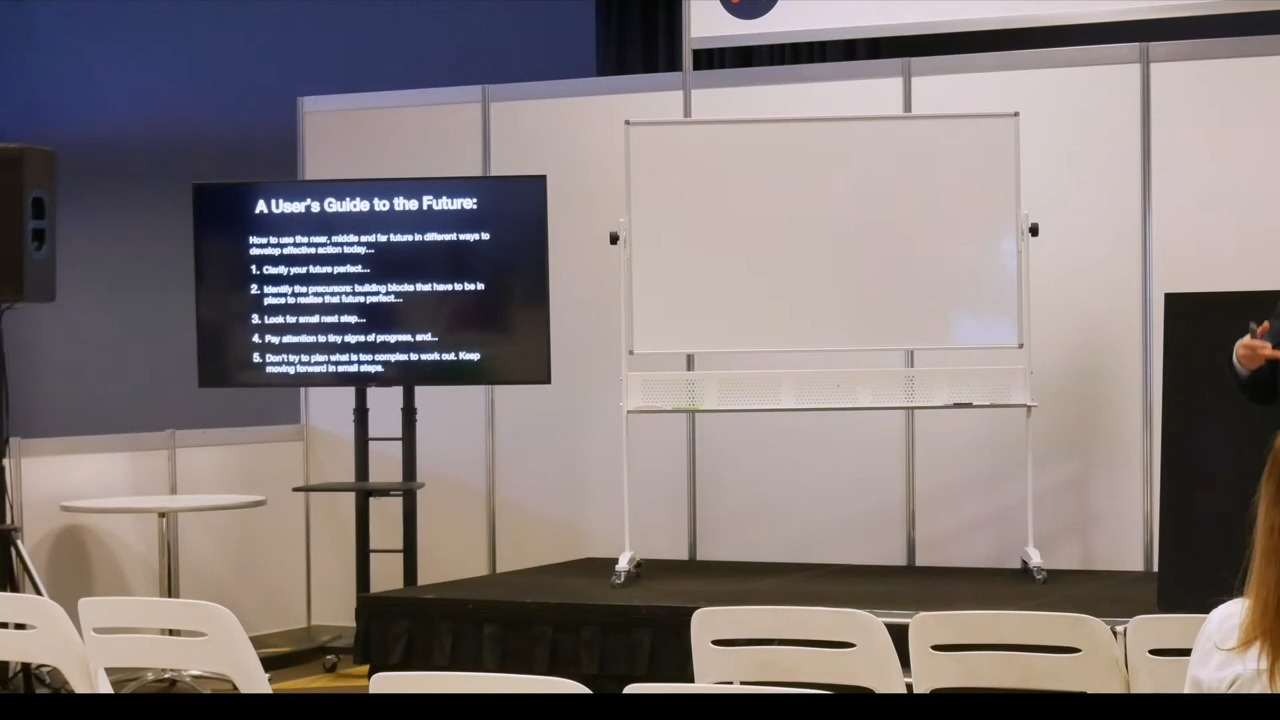 A User's Guide to the Future:
How to use the near, middle and far future in different ways to
develop effective action today...
1. Clarify your future perfect...
2. Identify the precursors: building blocks that have to be in
place to realise that future perfect...
3. Look for small next step...
4. Pay attention to tiny signs of progress, and...
5. Don't try to plan what is too complex to work out. Keep
moving forward in small steps.